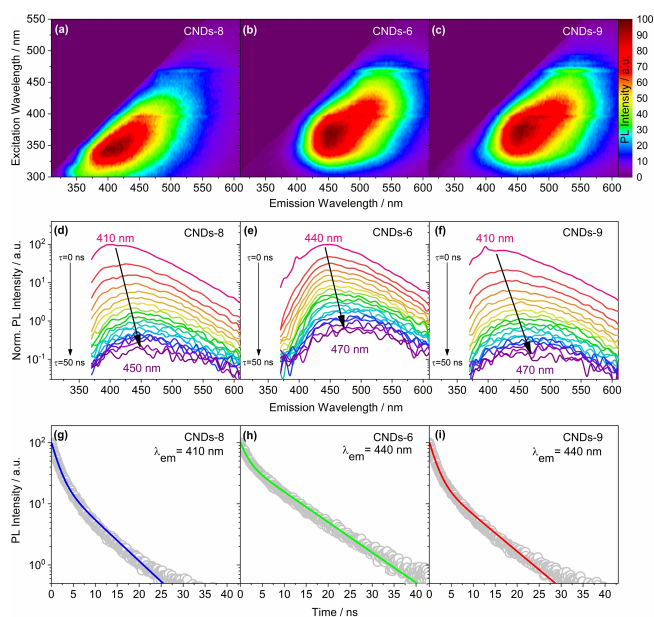 (a) CNDs-8
(b) CNDs-6
(c) CNDs-9
550
500
450
400
350
300
Excitation Wavelength / nm
350 400 450 500 550 600
350 400 450 500 550 600
350 400 450 500 550 600
Emission Wavelength / nm
Emission Wavelength / nm
100
90
80
70
60
50
40
30
20
10
0
PL Intensity / a.u.
(d) CNDs-8
410 nm
τ=0 ns
τ=50 ns
450 nm
(e) CNDs-6
440 nm
τ=0 ns
τ=50 ns
470 nm
(f) CNDs-9
410 nm
τ=0 ns
τ=50 ns
470 nm
10²
10¹
10⁰
10⁻¹
Norm. PL Intensity / a.u.
350 400 450 500 550 600
350 400 450 500 550 600
350 400 450 500 550 600
Emission Wavelength / nm
Emission Wavelength / nm
(g) CNDs-8
λem = 410 nm
(h) CNDs-6
λem = 440 nm
(i) CNDs-9
λem = 440 nm
10²
10¹
10⁰
PL Intensity / a.u.
0 5 10 15 20 25 30 35 40
0 5 10 15 20 25 30 35 40
0 5 10 15 20 25 30 35 40
Time / ns
Time / ns